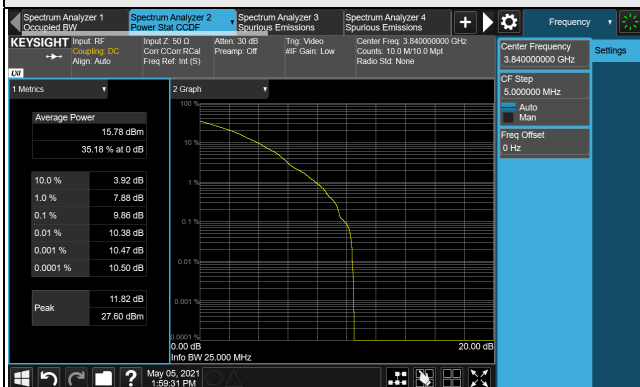 Spectrum Analyzer 1
Occupied BW
Spectrum Analyzer 2
Power Stat CCDF
Spectrum Analyzer 3
Spurious Emissions
Spectrum Analyzer 4
Spurious Emissions
Frequency
KEYSIGHT
Input: RF
Coupling: DC
Align: Auto
Input Z: 50 Ω
Corr CCorr RCal
Freq Ref: Int (S)
Atten: 30 dB
Preamp: Off
Trig: Video
#IF Gain: Low
Center Freq: 3.840000000 GHz
Counts: 10.0 M/10.0 Mpt
Radio Std: None
LXI
Center Frequency
3.840000000 GHz
Settings
CF Step
5.000000 MHz
Auto
Man
Freq Offset
0 Hz
1 Metrics
Average Power
15.78 dBm
35.18 % at 0 dB
10.0 % 3.92 dB
1.0 % 7.88 dB
0.1 % 9.86 dB
0.01 % 10.38 dB
0.001 % 10.47 dB
0.0001 % 10.50 dB
Peak
11.82 dB
27.60 dBm
2 Graph
100 %
10 %
1 %
0.1 %
0.01 %
0.001 %
0.0001 %
0.00 dB
20.00 dB
Info BW 25.000 MHz
?
May 05, 2021
1:59:31 PM